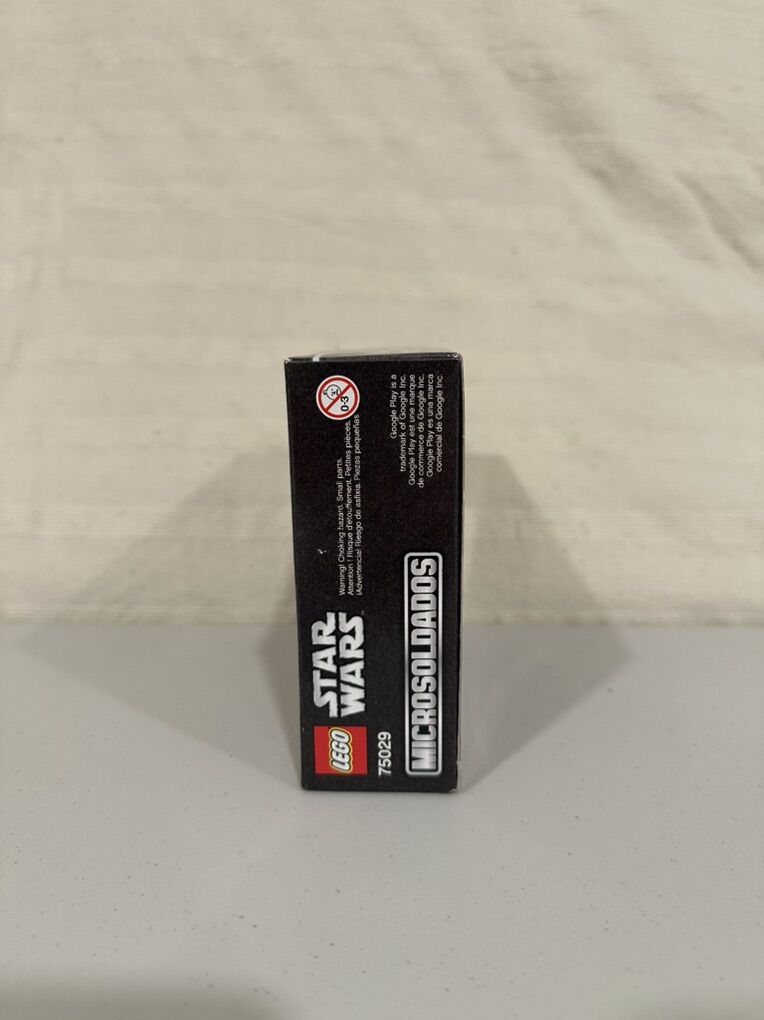 LEGO
STAR
WARS
TM
75029
MICROSOLDADOS
0-3
Warning! Choking hazard. Small parts.
Attention ! Risque d'étouffement. Petites pièces.
¡Advertencia! Riesgo de asfixia. Piezas pequeñas.
Google Play is a
trademark of Google Inc.
Google Play est une marque
de commerce de Google Inc.
Google Play es una marca
comercial de Google Inc.